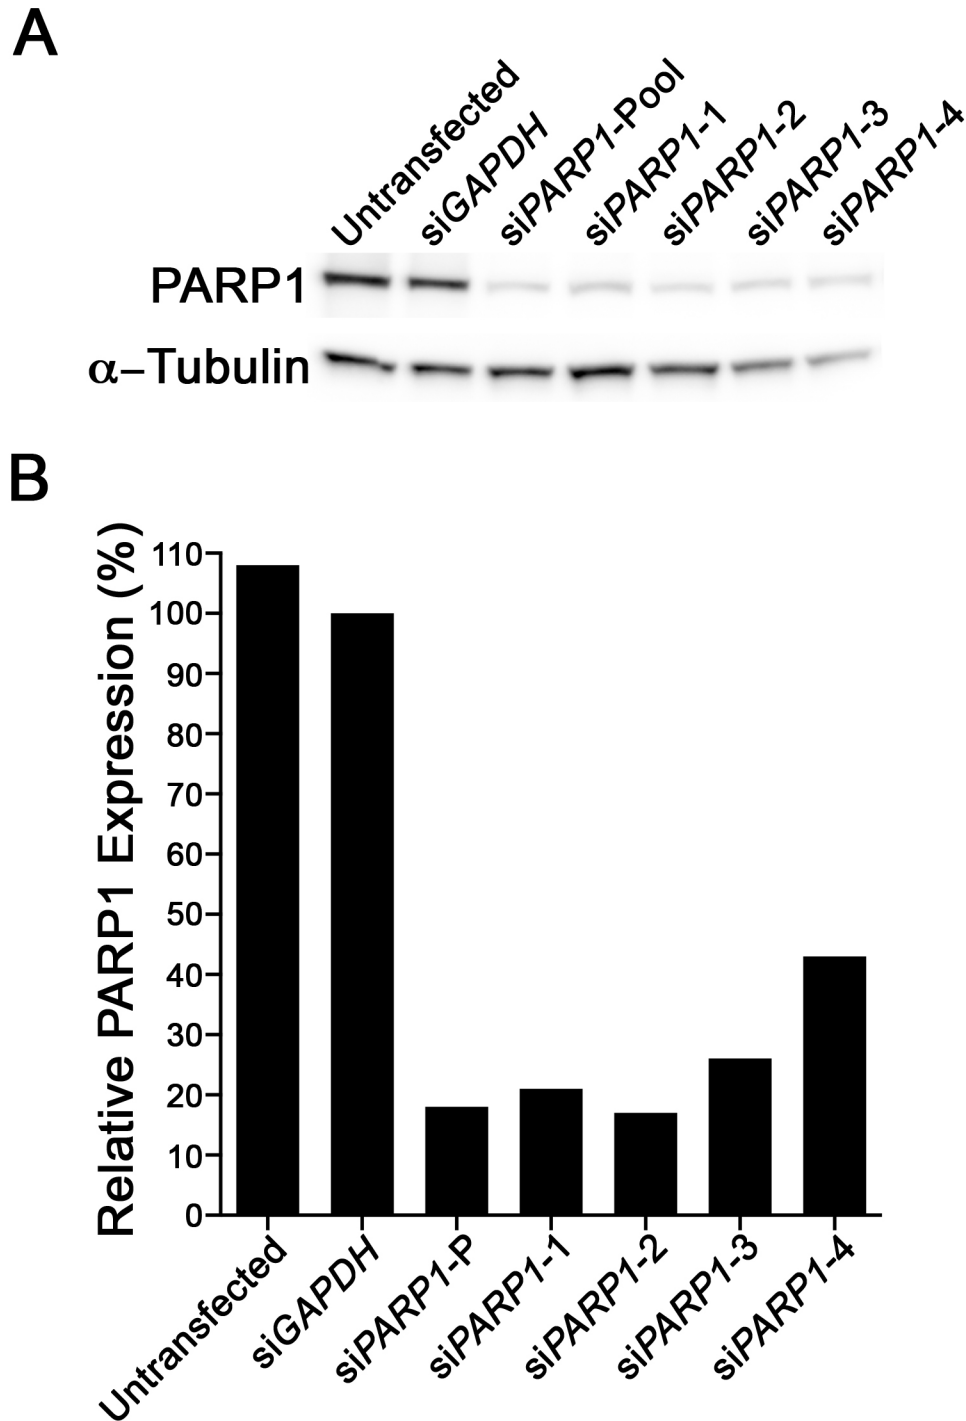 A
Untransfected
siGAPDH
siPARP1-Pool
siPARP1-1
siPARP1-2
siPARP1-3
siPARP1-4
PARP1
α–Tubulin
B
Relative PARP1 Expression (%)
110
100
90
80
70
60
50
40
30
20
10
0
Untransfected
siGAPDH
siPARP1-P
siPARP1-1
siPARP1-2
siPARP1-3
siPARP1-4